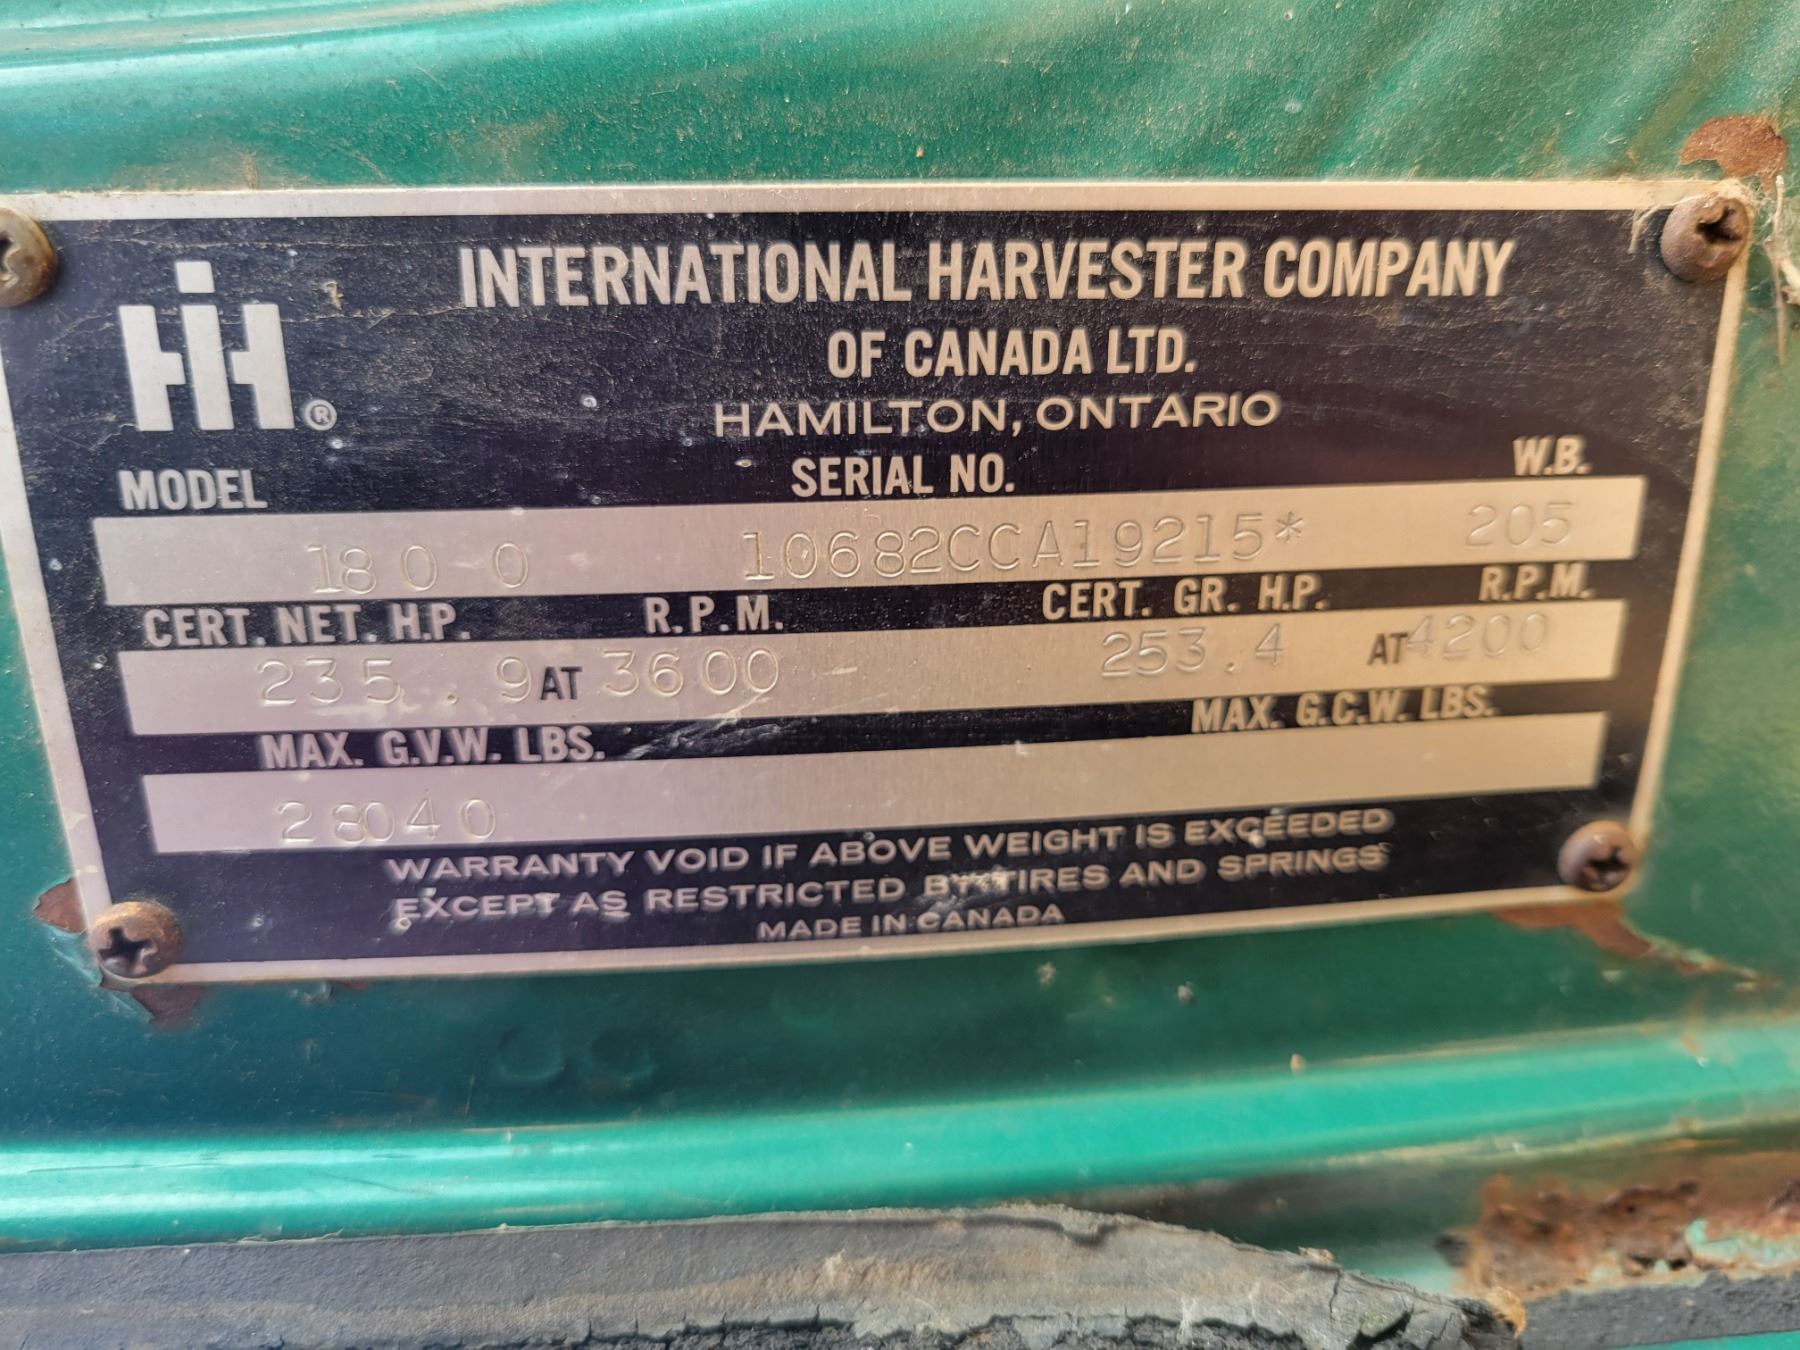 IH ®
INTERNATIONAL HARVESTER COMPANY
OF CANADA LTD.
HAMILTON, ONTARIO
MODEL SERIAL NO. W.B.
180 0 10682CCA19215* 205
CERT. NET. H.P. R.P.M. CERT. GR. H.P. R.P.M.
235.9 AT 3600 253.4 AT 4200
MAX. G.V.W. LBS. MAX. G.C.W. LBS.
28040
WARRANTY VOID IF ABOVE WEIGHT IS EXCEEDED
EXCEPT AS RESTRICTED BY TIRES AND SPRINGS
MADE IN CANADA